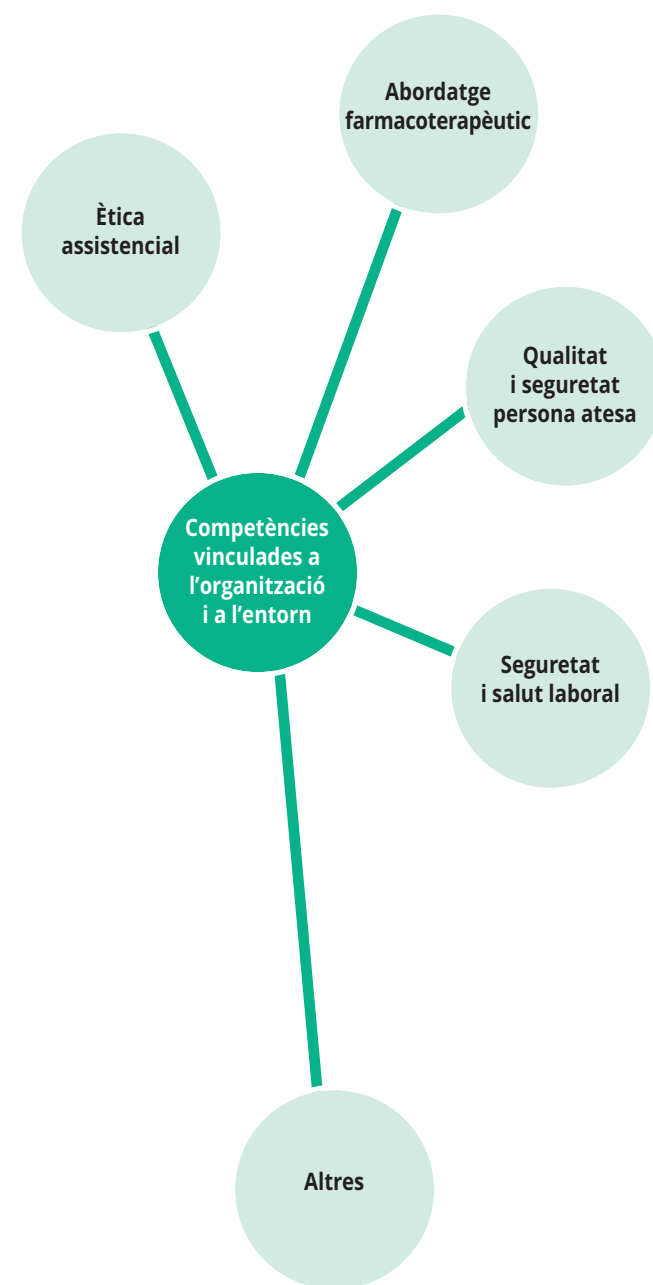 Abordatge
farmacoterapèutic
Ètica
assistencial
Qualitat
i seguretat
persona atesa
Competències
vinculades a
l’organització
i a l’entorn
Seguretat
i salut laboral
Altres